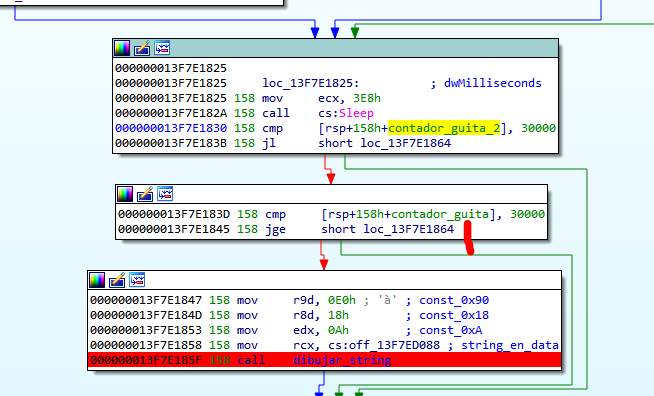 000000013F7E1825
000000013F7E1825 loc_13F7E1825: ; dwMilliseconds
000000013F7E1825 158 mov ecx, 3E8h
000000013F7E182A 158 call cs:Sleep
000000013F7E1830 158 cmp [rsp+158h+contador_guita_2], 30000
000000013F7E183B 158 jl short loc_13F7E1864
000000013F7E183D 158 cmp [rsp+158h+contador_guita], 30000
000000013F7E1845 158 jge short loc_13F7E1864
000000013F7E1847 158 mov r9d, 0E0h ; 'à' ; const_0x90
000000013F7E184D 158 mov r8d, 18h ; const_0x18
000000013F7E1853 158 mov edx, 0Ah ; const_0xA
000000013F7E1858 158 mov rcx, cs:off_13F7ED088 ; string_en_data
000000013F7E185F 158 call dibujar_string